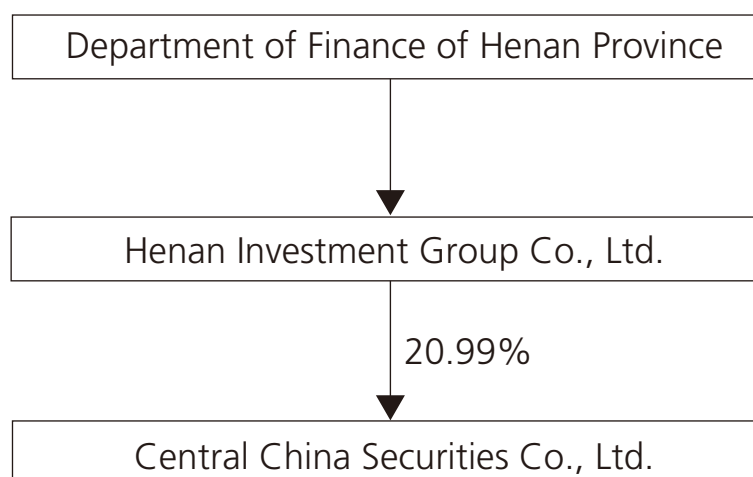 Department of Finance of Henan Province
Henan Investment Group Co., Ltd.
20.99%
Central China Securities Co., Ltd.